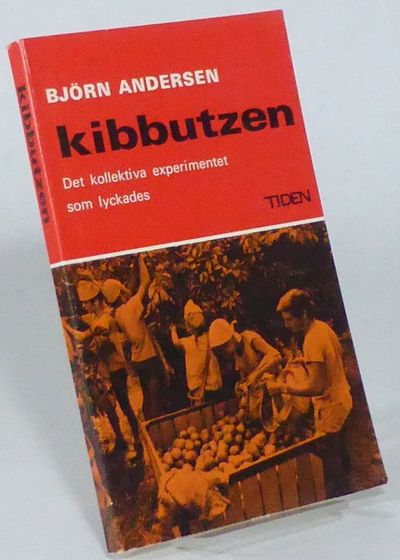 BJÖRN ANDERSEN
kibbutzen
Det kollektiva experimentet
som lyckades
TIDEN
kibbutzen